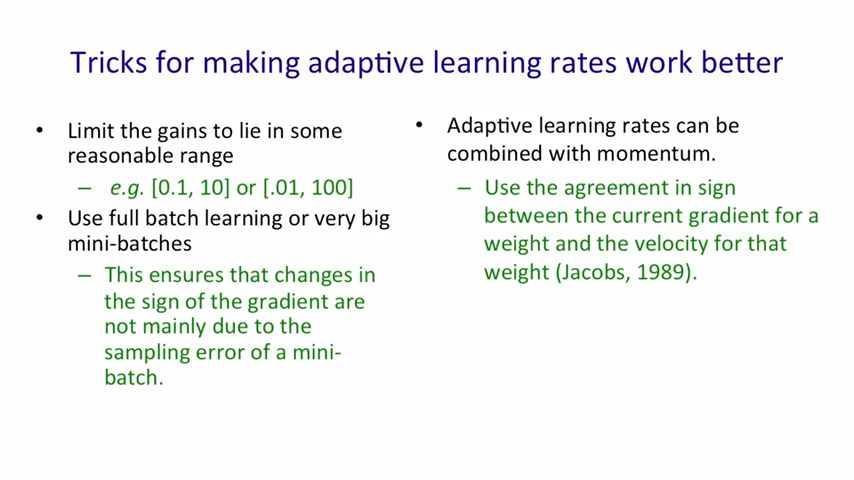 Tricks for making adaptive learning rates work better
• Limit the gains to lie in some
reasonable range
– e.g. [0.1, 10] or [.01, 100]
• Use full batch learning or very big
mini-batches
– This ensures that changes in
the sign of the gradient are
not mainly due to the
sampling error of a mini-
batch.
• Adaptive learning rates can be
combined with momentum.
– Use the agreement in sign
between the current gradient for a
weight and the velocity for that
weight (Jacobs, 1989).